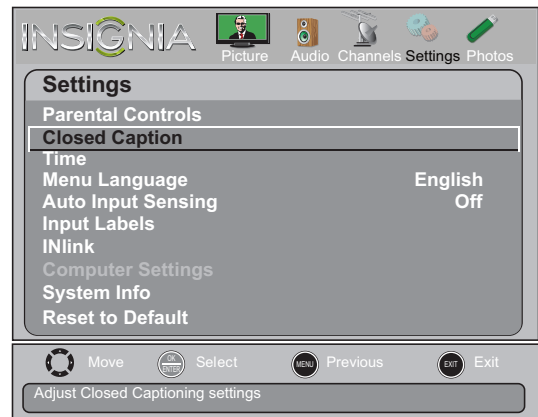 INSIGNIA
Picture Audio Channels Settings Photos
Settings
Parental Controls
Closed Caption
Time
Menu Language English
Auto Input Sensing Off
Input Labels
INlink
Computer Settings
System Info
Reset to Default
Move OK ENTER Select MENU Previous EXIT Exit
Adjust Closed Captioning settings